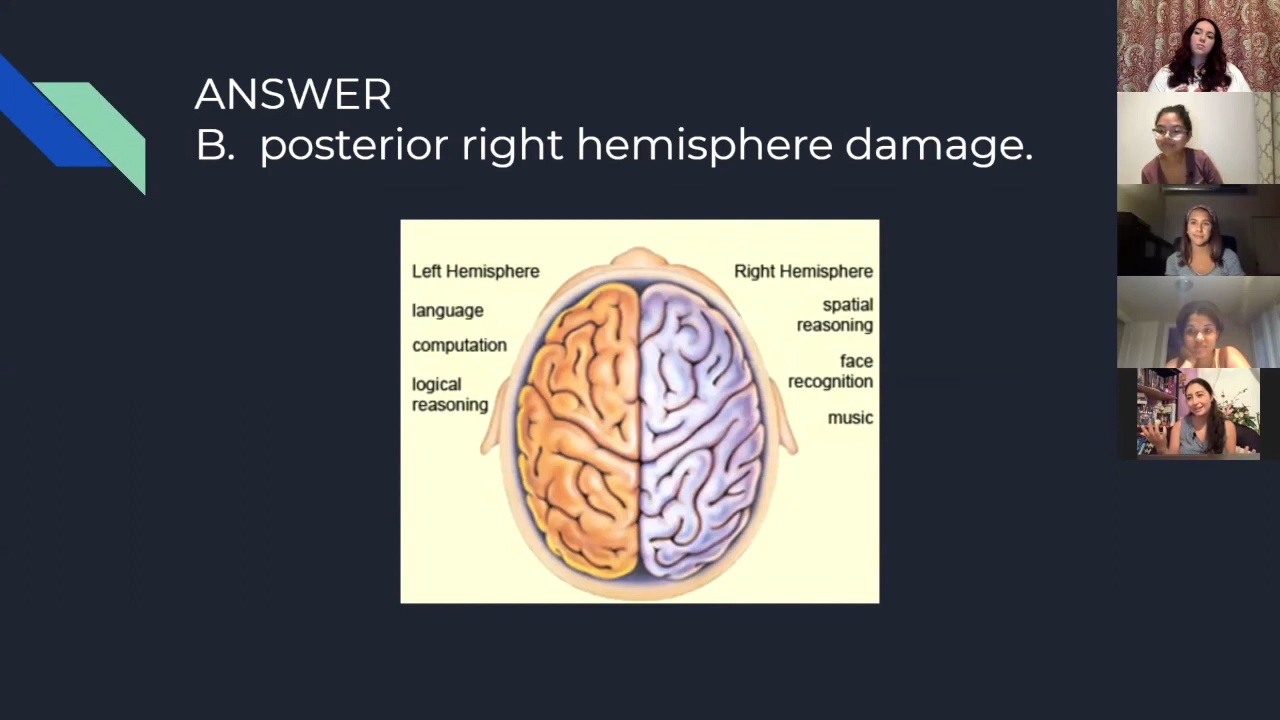 ANSWER
B. posterior right hemisphere damage.
Left Hemisphere
language
computation
logical
reasoning
Right Hemisphere
spatial
reasoning
face
recognition
music